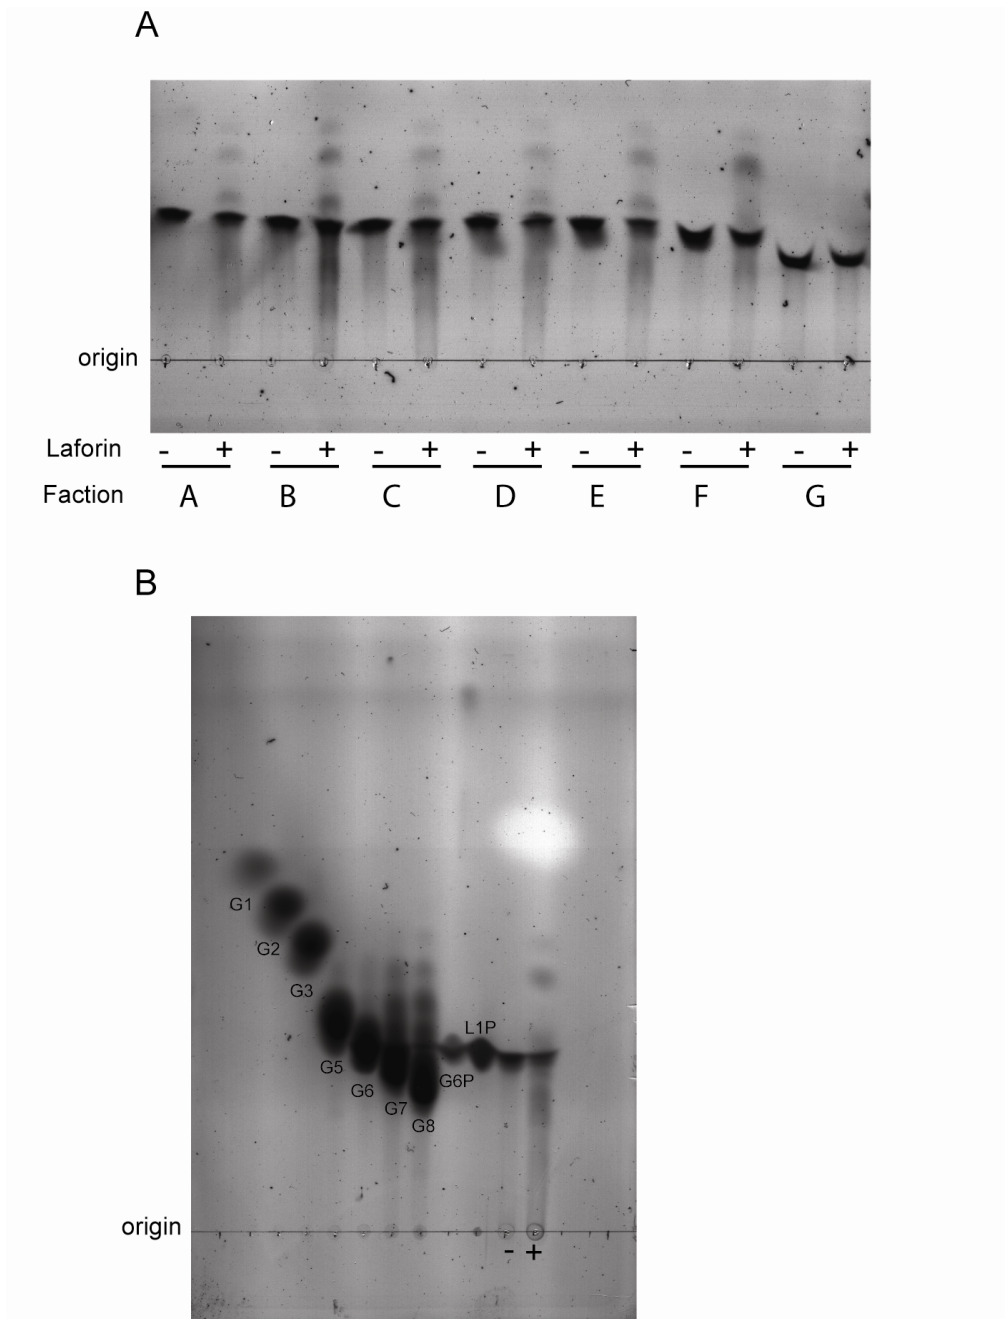 A
origin
Laforin - + - + - + - + - + - + - +
Faction A B C D E F G
B
G1
G2
G3
L1P
G5
G6P
G6
G7
G8
origin
- +